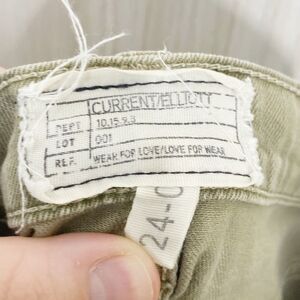 CURRENT/ELLIOTT
DEPT 10.15.9.3
LOT 001
REF. WEAR FOR LOVE/LOVE FOR WEAR
24-0